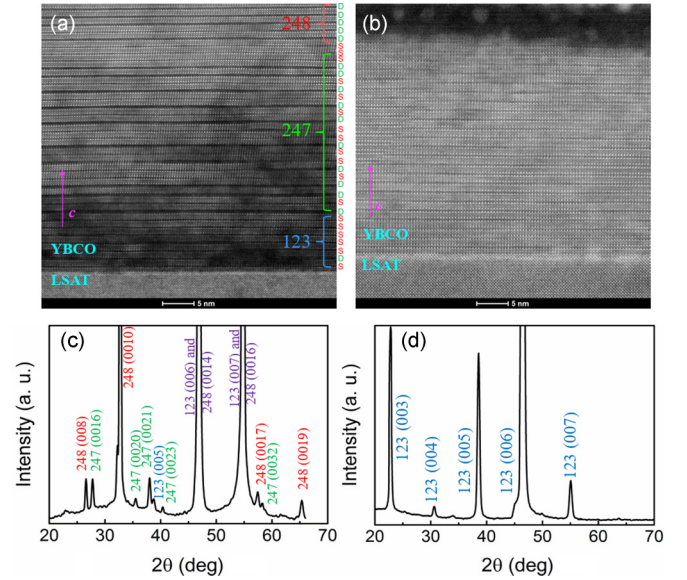 (a)
248
247
123
c
YBCO
LSAT
5 nm
D
D
D
D
D
S
S
(b)
YBCO
LSAT
5 nm
(c)
Intensity (a. u.)
248 (008)
247 (0016)
248 (0010)
247 (0020)
247 (0021)
123 (005)
247 (0023)
123 (006) and
248 (0014)
123 (007) and
248 (0016)
248 (0017)
247 (0032)
248 (0019)
20 30 40 50 60 70
2θ (deg)
(d)
Intensity (a. u.)
123 (003)
123 (004)
123 (005)
123 (006)
123 (007)
20 30 40 50 60 70
2θ (deg)